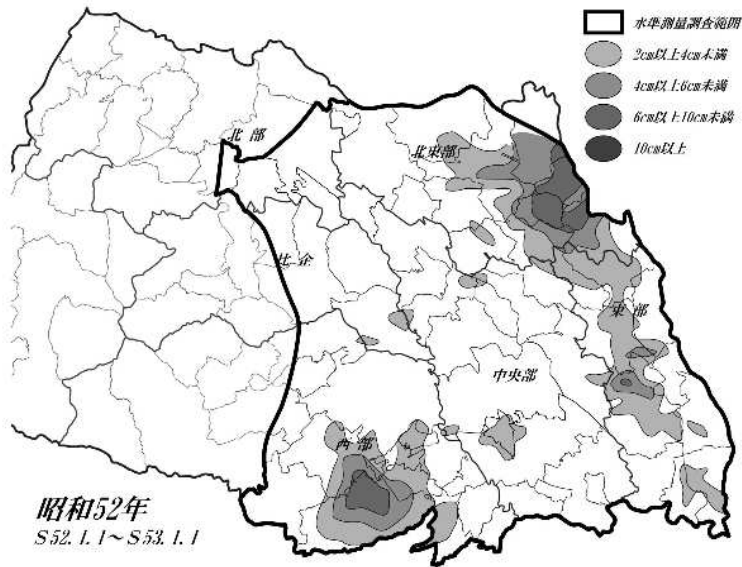 水準測量調査範囲
2cm以上4cm未満
4cm以上6cm未満
6cm以上10cm未満
10cm以上
北部
北東部
比企
東部
中央部
西部
昭和52年
S52.1.1～S53.1.1